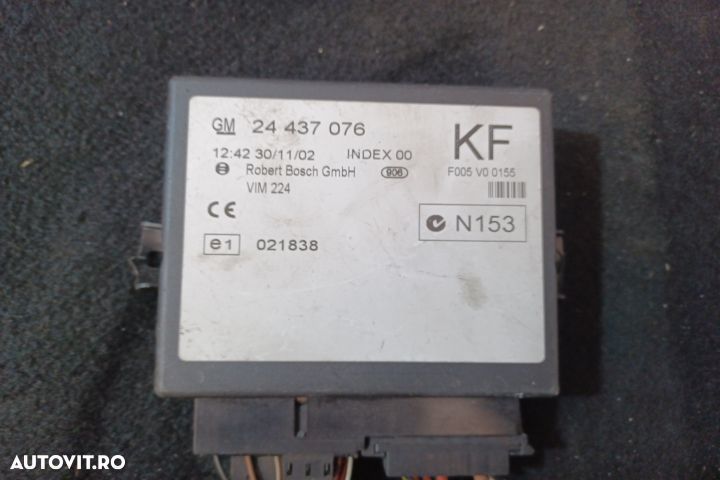 GM 24 437 076
KF
12:42 30/11/02 INDEX 00
F005 V0 0155
Robert Bosch GmbH 906
VIM 224
CE
N153
e1 021838
AUTOVIT.RO